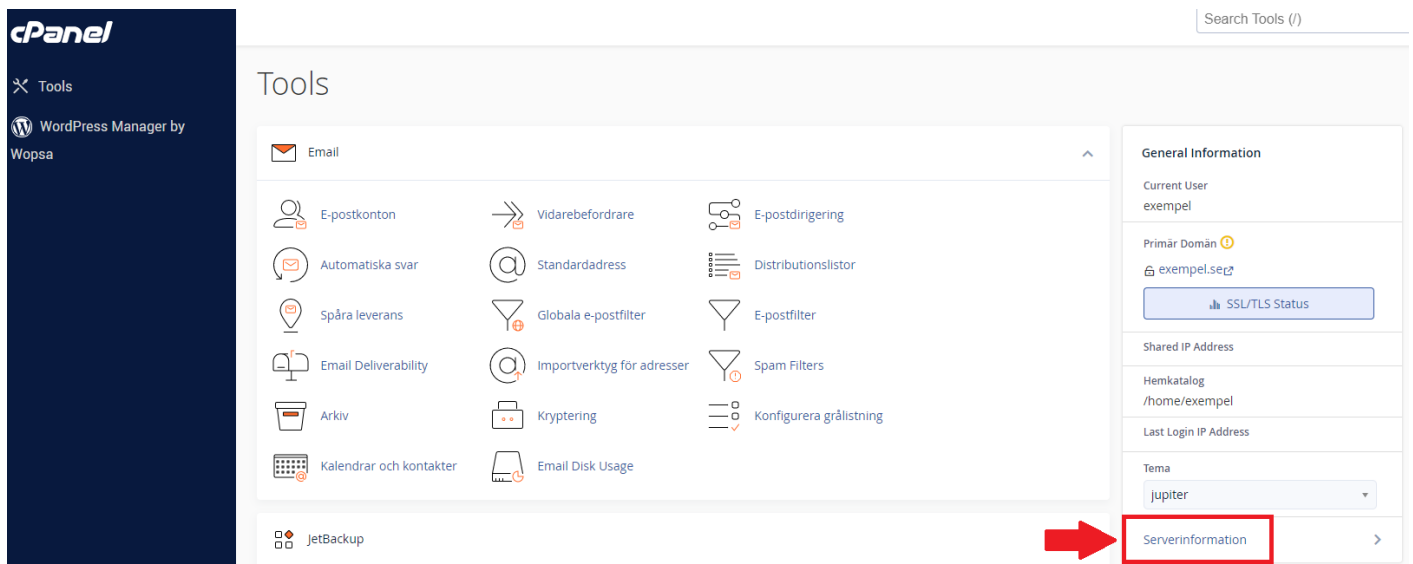 cPanel
Search Tools (/)
Tools
WordPress Manager by
Wopsa
Tools
Email
E-postkonton
Vidarebefordrare
E-postdirigering
Automatiska svar
Standardadress
Distributionslistor
Spåra leverans
Globala e-postfilter
E-postfilter
Email Deliverability
Importverktyg för adresser
Spam Filters
Arkiv
Kryptering
Konfigurera grålistning
Kalendrar och kontakter
Email Disk Usage
JetBackup
General Information
Current User
exempel
Primär Domän
exempel.se
SSL/TLS Status
Shared IP Address
Hemkatalog
/home/exempel
Last Login IP Address
Tema
jupiter
Serverinformation